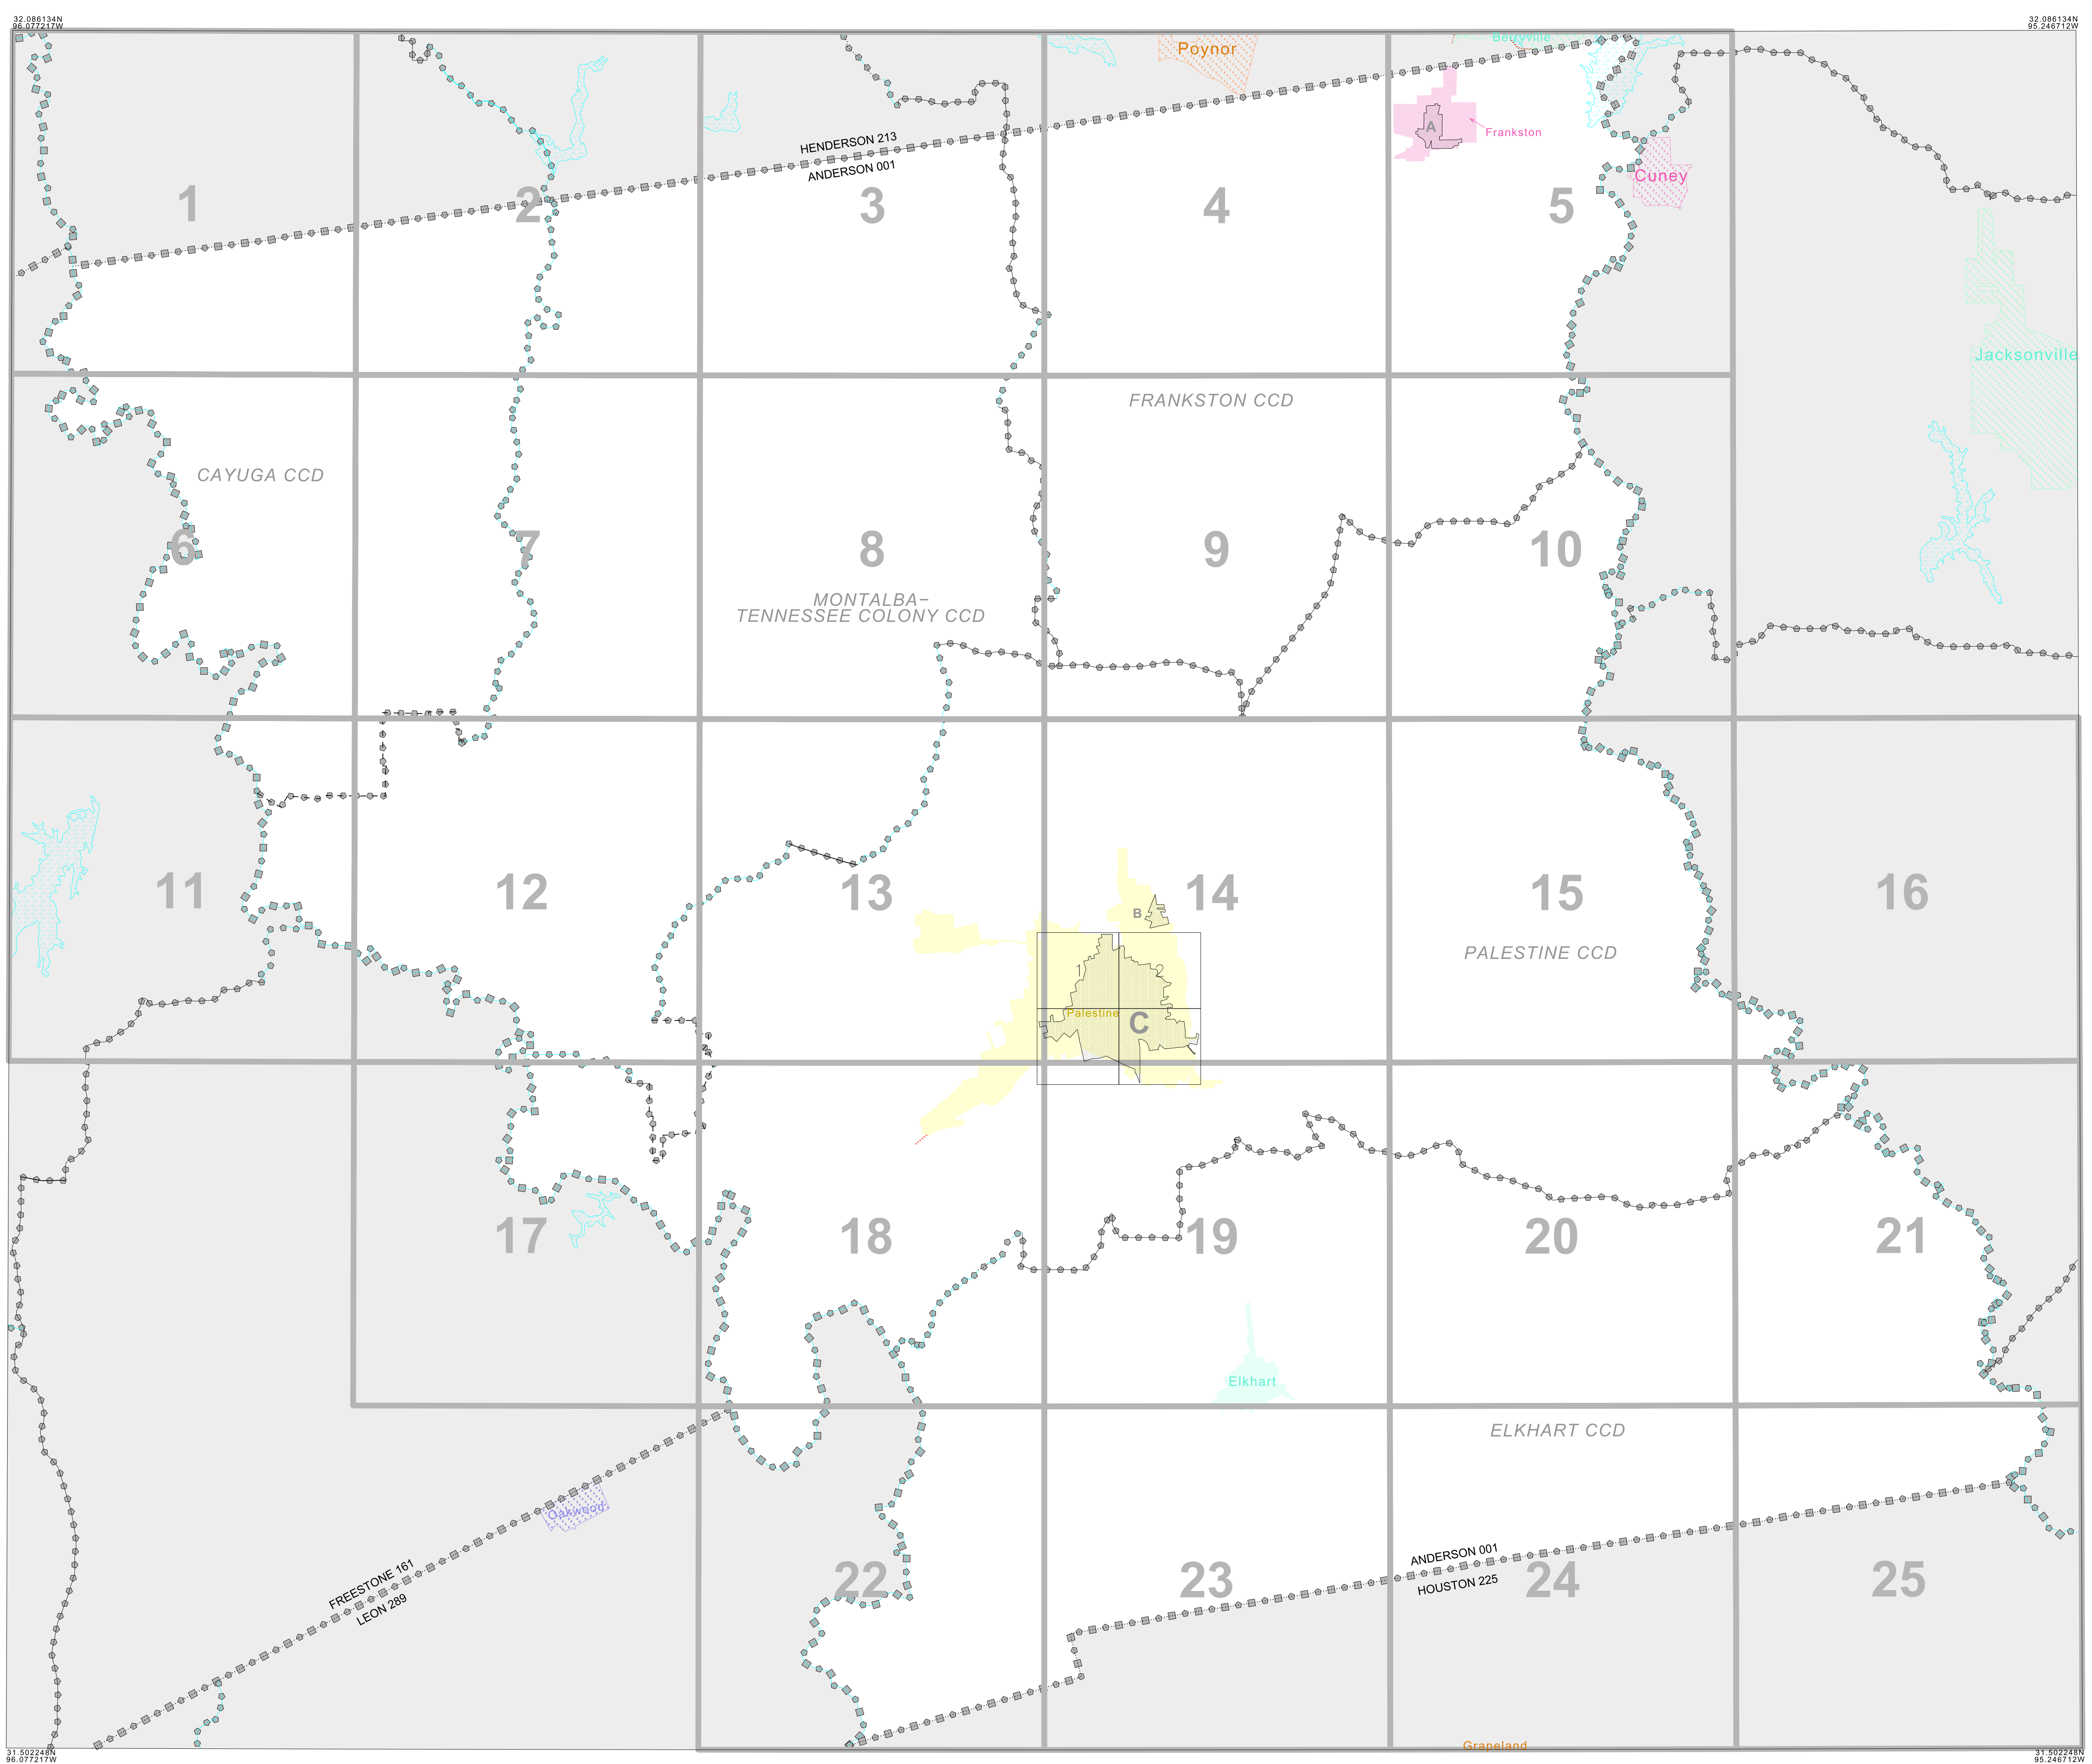 32.086134N
96.077217W
32.086134N
95.246712W
Poynor
Berryville
HENDERSON 213
ANDERSON 001
A
Frankston
Cuney
1
2
3
4
5
Jacksonville
FRANKSTON CCD
CAYUGA CCD
6
7
8
9
10
MONTALBA-
TENNESSEE COLONY CCD
11
12
13
14
15
16
B
PALESTINE CCD
1
2
Palestine
C
17
18
19
20
21
Elkhart
ELKHART CCD
Oakwood
ANDERSON 001
HOUSTON 225
FREESTONE 161
LEON 289
22
23
24
25
Grapeland
31.502248N
96.077217W
31.502248N
95.246712W